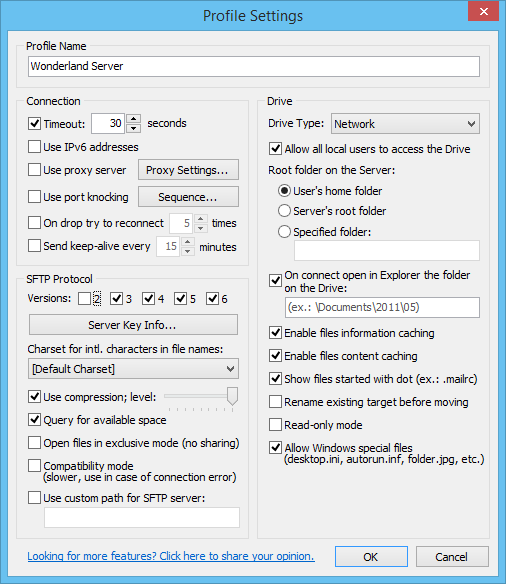 Profile Settings
Profile Name
Wonderland Server
Connection
Timeout: 30 seconds
Use IPv6 addresses
Use proxy server Proxy Settings...
Use port knocking Sequence...
On drop try to reconnect 5 times
Send keep-alive every 15 minutes
SFTP Protocol
Versions: 2 3 4 5 6
Server Key Info...
Charset for intl. characters in file names:
[Default Charset]
Use compression; level:
Query for available space
Open files in exclusive mode (no sharing)
Compatibility mode
(slower, use in case of connection error)
Use custom path for SFTP server:
Drive
Drive Type: Network
Allow all local users to access the Drive
Root folder on the Server:
User's home folder
Server's root folder
Specified folder:
On connect open in Explorer the folder
on the Drive:
(ex.: \Documents\2011\05)
Enable files information caching
Enable files content caching
Show files started with dot (ex.: .mailrc)
Rename existing target before moving
Read-only mode
Allow Windows special files
(desktop.ini, autorun.inf, folder.jpg, etc.)
Looking for more features? Click here to share your opinion.
OK
Cancel